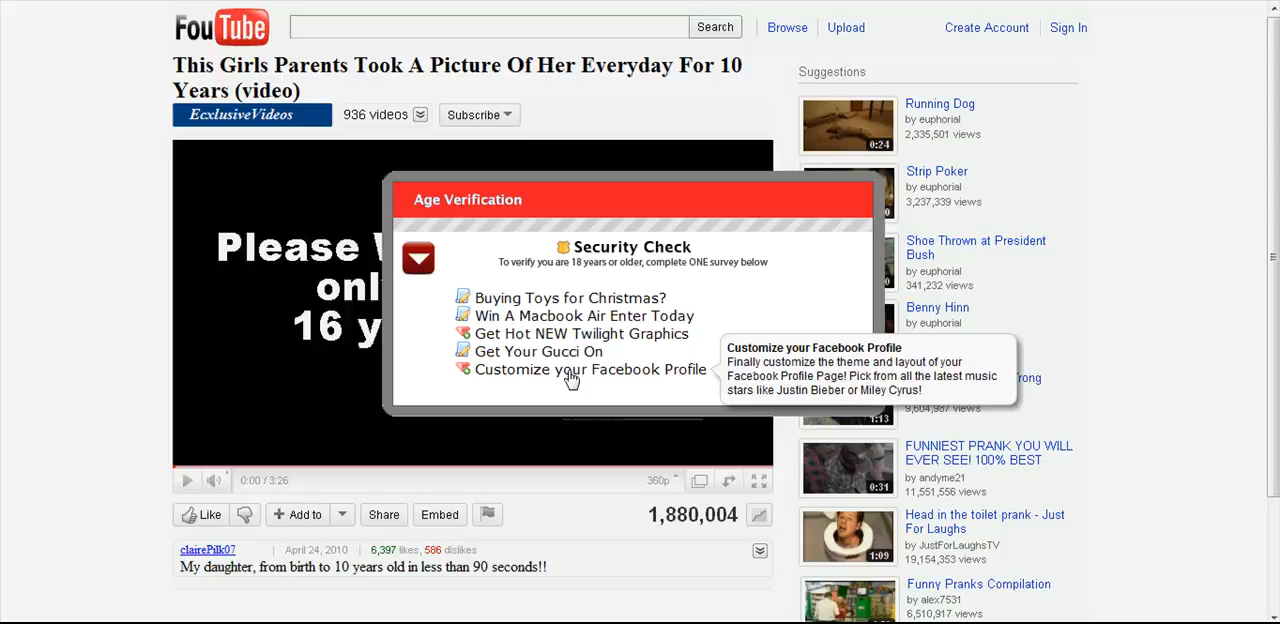 FouTube
Search
Browse
Upload
Create Account
Sign In
This Girls Parents Took A Picture Of Her Everyday For 10
Years (video)
EcxlusiveVideos
936 videos
Subscribe
Please
onl
16 y
Age Verification
Security Check
To verify you are 18 years or older, complete ONE survey below
Buying Toys for Christmas?
Win A Macbook Air Enter Today
Get Hot NEW Twilight Graphics
Get Your Gucci On
Customize your Facebook Profile
Customize your Facebook Profile
Finally customize the theme and layout of your
Facebook Profile Page! Pick from all the latest music
stars like Justin Bieber or Miley Cyrus!
0:00 / 3:26
360p
Like
Add to
Share
Embed
1,880,004
clairePilk07
April 24, 2010
6,397 likes, 586 dislikes
My daughter, from birth to 10 years old in less than 90 seconds!!
Suggestions
0:24
Running Dog
by euphorial
2,335,501 views
Strip Poker
by euphorial
3,237,339 views
Shoe Thrown at President
Bush
by euphorial
341,232 views
Benny Hinn
by euphorial
rong
9,604,987 views
1:13
0:31
FUNNIEST PRANK YOU WILL
EVER SEE! 100% BEST
by andyme21
11,551,556 views
1:09
Head in the toilet prank - Just
For Laughs
by JustForLaughsTV
19,154,353 views
Funny Pranks Compilation
by alex7531
6,510,917 views